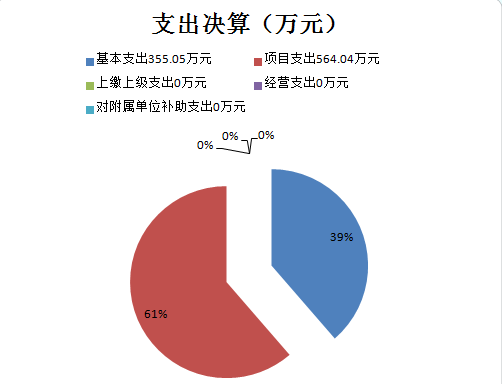 支出决算（万元）
基本支出355.05万元 项目支出564.04万元
上缴上级支出0万元 经营支出0万元
对附属单位补助支出0万元
0% 0% 0%
39%
61%